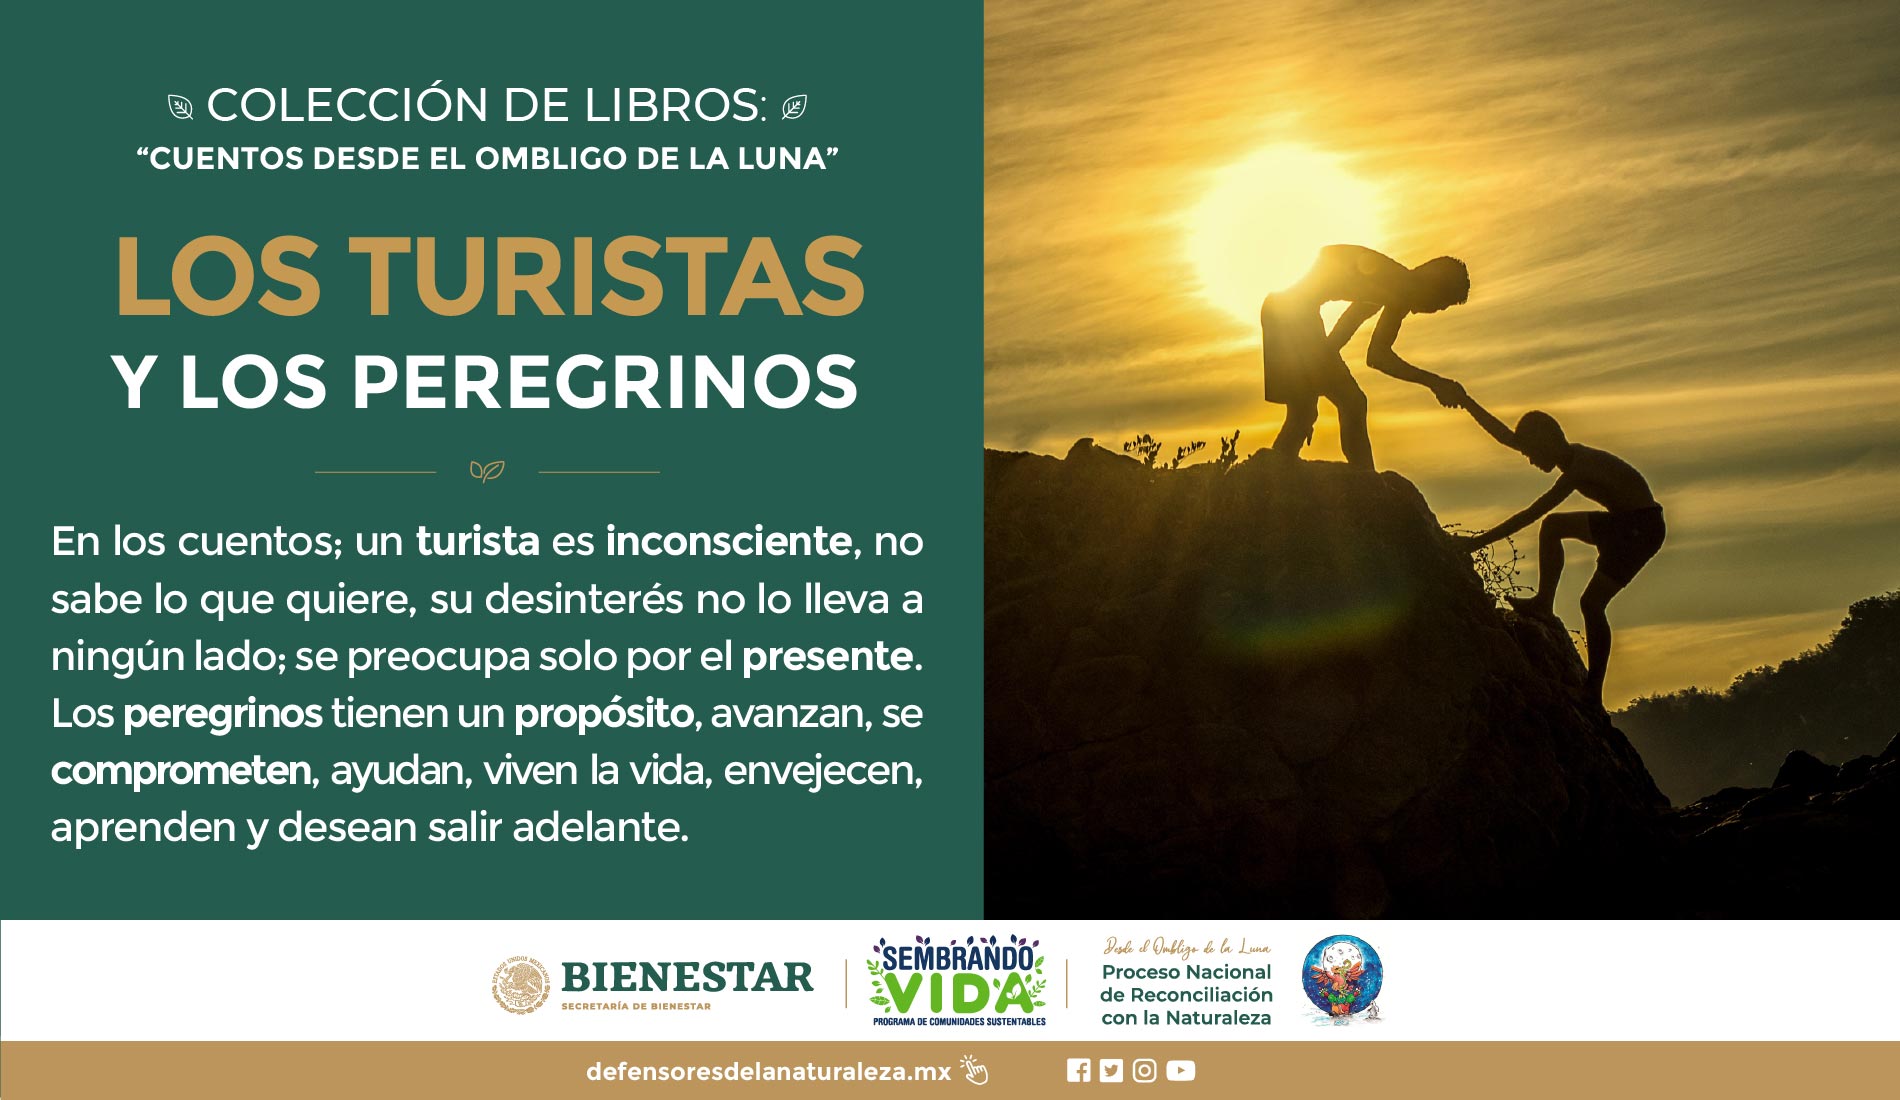 COLECCIÓN DE LIBROS:
“CUENTOS DESDE EL OMBLIGO DE LA LUNA”
LOS TURISTAS
Y LOS PEREGRINOS
En los cuentos; un turista es inconsciente, no
sabe lo que quiere, su desinterés no lo lleva a
ningún lado; se preocupa solo por el presente.
Los peregrinos tienen un propósito, avanzan, se
comprometen, ayudan, viven la vida, envejecen,
aprenden y desean salir adelante.
ESTADOS UNIDOS MEXICANOS
BIENESTAR
SECRETARÍA DE BIENESTAR
SEMBRANDO
VIDA
PROGRAMA DE COMUNIDADES SUSTENTABLES
Desde el Ombligo de la Luna
Proceso Nacional
de Reconciliación
con la Naturaleza
defensoresdelanaturaleza.mx